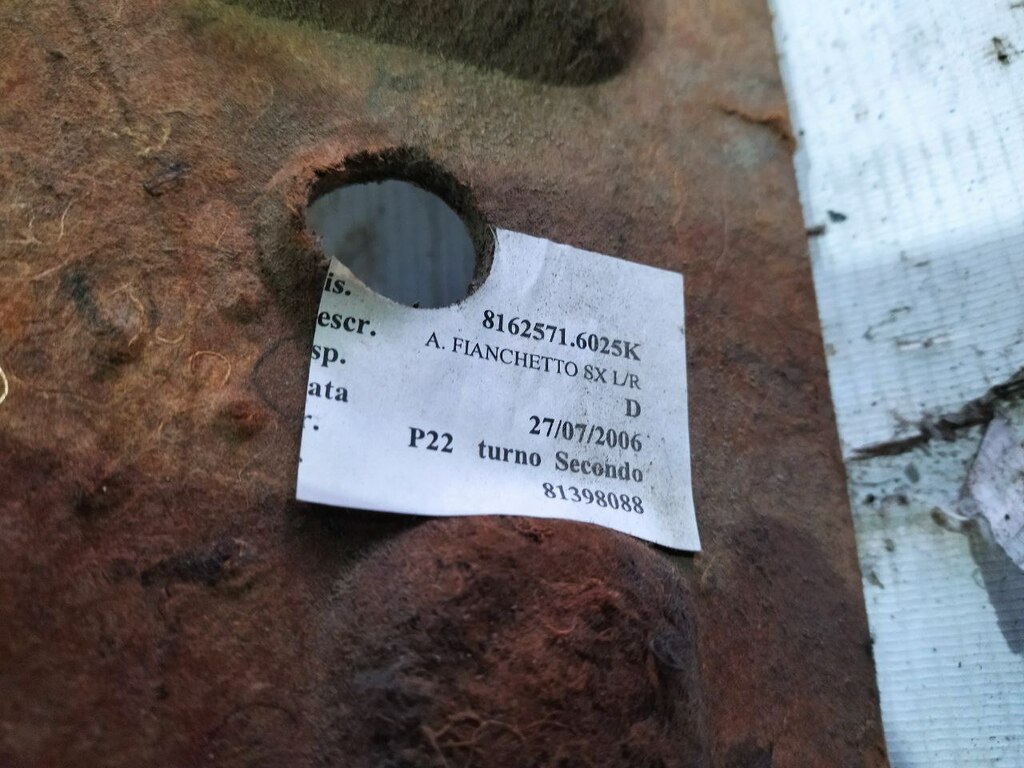 is.
escr. 8162571.6025K
sp. A. FIANCHETTO SX L/R
D
ata 27/07/2006
r. P22 turno Secondo
81398088